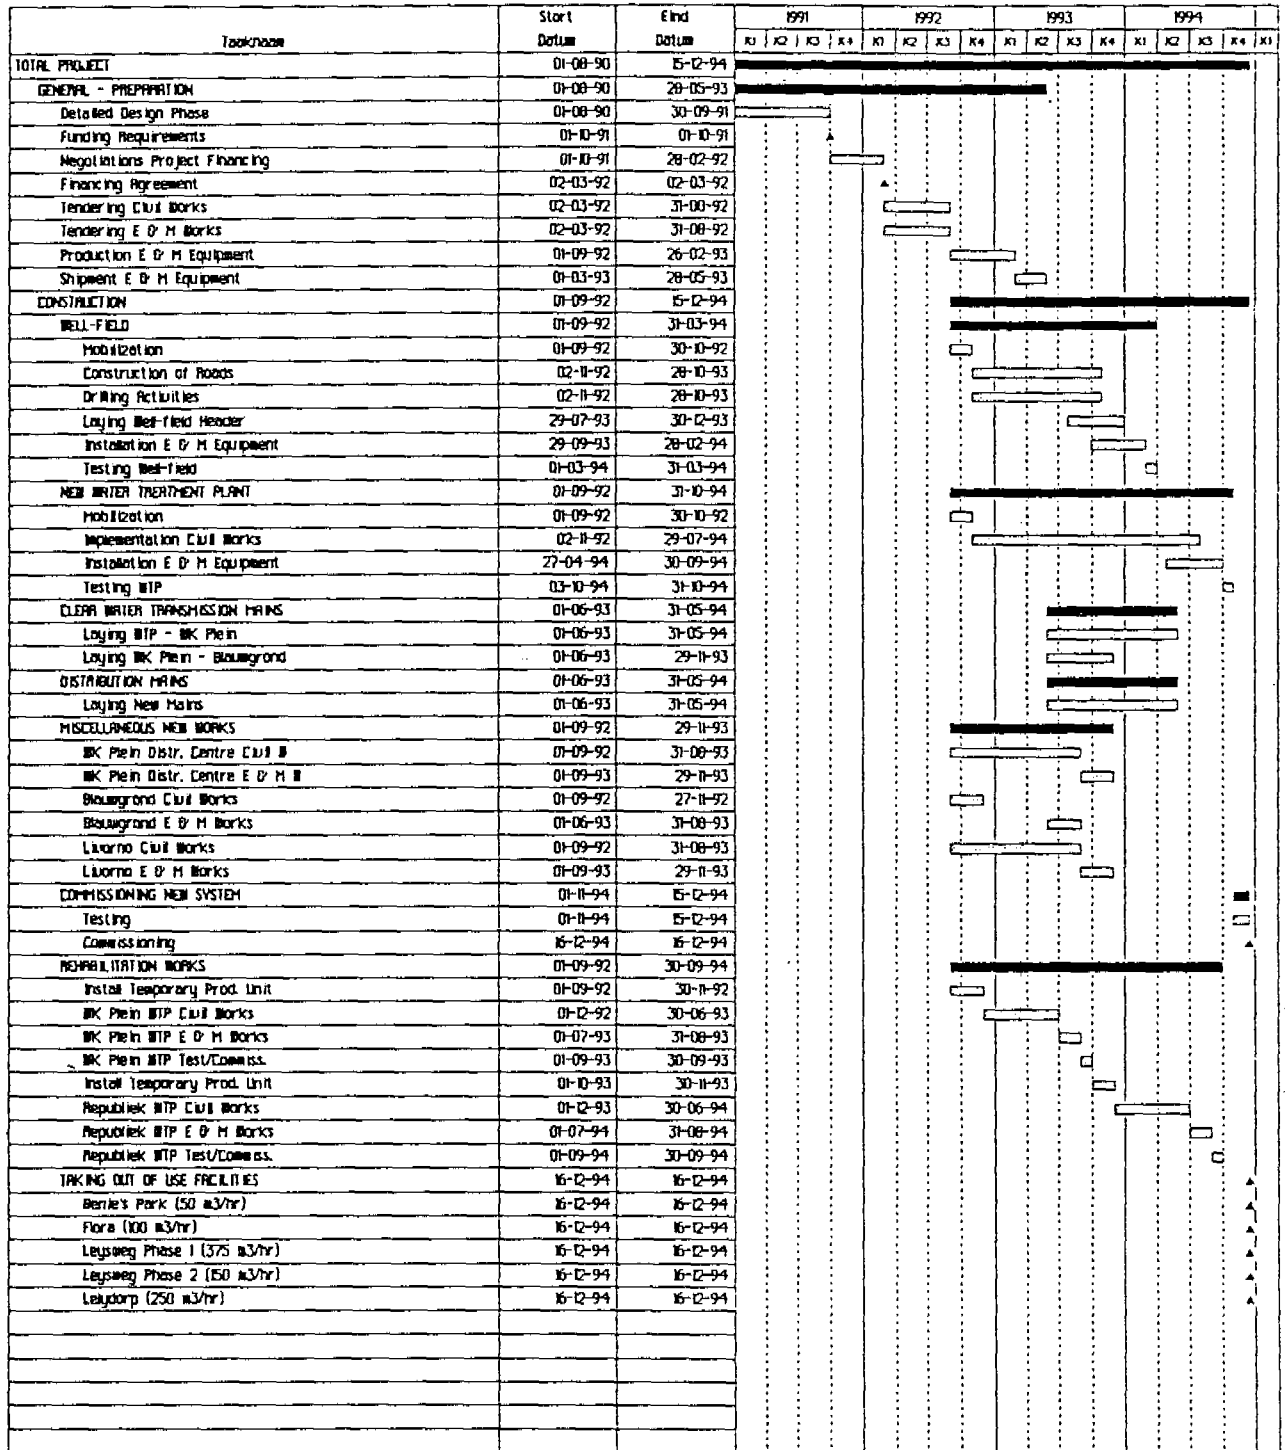 Start Eind 1991 1992 1993 1994
Taaknaam Datum Datum K1 K2 K3 K4 K1 K2 K3 K4 K1 K2 K3 K4 K1 K2 K3 K4 K1
TOTAL PROJECT 01-08-90 15-12-94
GENERAL - PREPARATION 01-08-90 28-05-93
Detailed Design Phase 01-08-90 30-09-91
Funding Requirements 01-10-91 01-10-91
Negotiations Project Financing 01-10-91 28-02-92
Financing Agreement 02-03-92 02-03-92
Tendering Civil Works 02-03-92 31-08-92
Tendering E & M Works 02-03-92 31-08-92
Production E & M Equipment 01-09-92 26-02-93
Shipment E & M Equipment 01-03-93 28-05-93
CONSTRUCTION 01-09-92 15-12-94
WELL-FIELD 01-09-92 31-03-94
Mobilization 01-09-92 30-10-92
Construction of Roads 02-11-92 28-10-93
Drilling Activities 02-11-92 28-10-93
Laying Well-field Header 29-07-93 30-12-93
Installation E & M Equipment 29-09-93 28-02-94
Testing Well-field 01-03-94 31-03-94
NEW WATER TREATMENT PLANT 01-09-92 31-10-94
Mobilization 01-09-92 30-10-92
Implementation Civil Works 02-11-92 29-07-94
Installation E & M Equipment 27-04-94 30-09-94
Testing WTP 03-10-94 31-10-94
CLEAR WATER TRANSMISSION MAINS 01-06-93 31-05-94
Laying WTP - WK Plein 01-06-93 31-05-94
Laying WK Plein - Blauwgrond 01-06-93 29-11-93
DISTRIBUTION MAINS 01-06-93 31-05-94
Laying New Mains 01-06-93 31-05-94
MISCELLANEOUS NEW WORKS 01-09-92 29-11-93
WK Plein Distr. Centre Civil W 01-09-92 31-08-93
WK Plein Distr. Centre E & M W 01-09-93 29-11-93
Blauwgrond Civil Works 01-09-92 27-11-92
Blauwgrond E & M Works 01-06-93 31-08-93
Livorno Civil Works 01-09-92 31-08-93
Livorno E & M Works 01-09-93 29-11-93
COMMISSIONING NEW SYSTEM 01-11-94 15-12-94
Testing 01-11-94 15-12-94
Commissioning 16-12-94 16-12-94
REHABILITATION WORKS 01-09-92 30-09-94
Install Temporary Prod. Unit 01-09-92 30-11-92
WK Plein WTP Civil Works 01-12-92 30-06-93
WK Plein WTP E & M Works 01-07-93 31-08-93
WK Plein WTP Test/Commiss. 01-09-93 30-09-93
Install Temporary Prod. Unit 01-10-93 30-11-93
Republiek WTP Civil Works 01-12-93 30-06-94
Republiek WTP E & M Works 01-07-94 31-08-94
Republiek WTP Test/Commiss. 01-09-94 30-09-94
TAKING OUT OF USE FACILITIES 16-12-94 16-12-94
Benie's Park (50 m3/hr) 16-12-94 16-12-94
Flora (100 m3/hr) 16-12-94 16-12-94
Leysweg Phase 1 (375 m3/hr) 16-12-94 16-12-94
Leysweg Phase 2 (150 m3/hr) 16-12-94 16-12-94
Lelydorp (250 m3/hr) 16-12-94 16-12-94